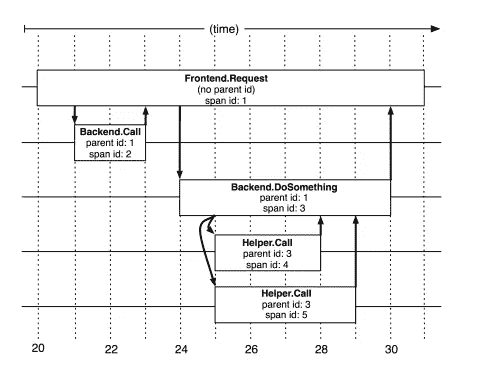 (time)
Frontend.Request
(no parent id)
span id: 1
Backend.Call
parent id: 1
span id: 2
Backend.DoSomething
parent id: 1
span id: 3
Helper.Call
parent id: 3
span id: 4
Helper.Call
parent id: 3
span id: 5
20 22 24 26 28 30